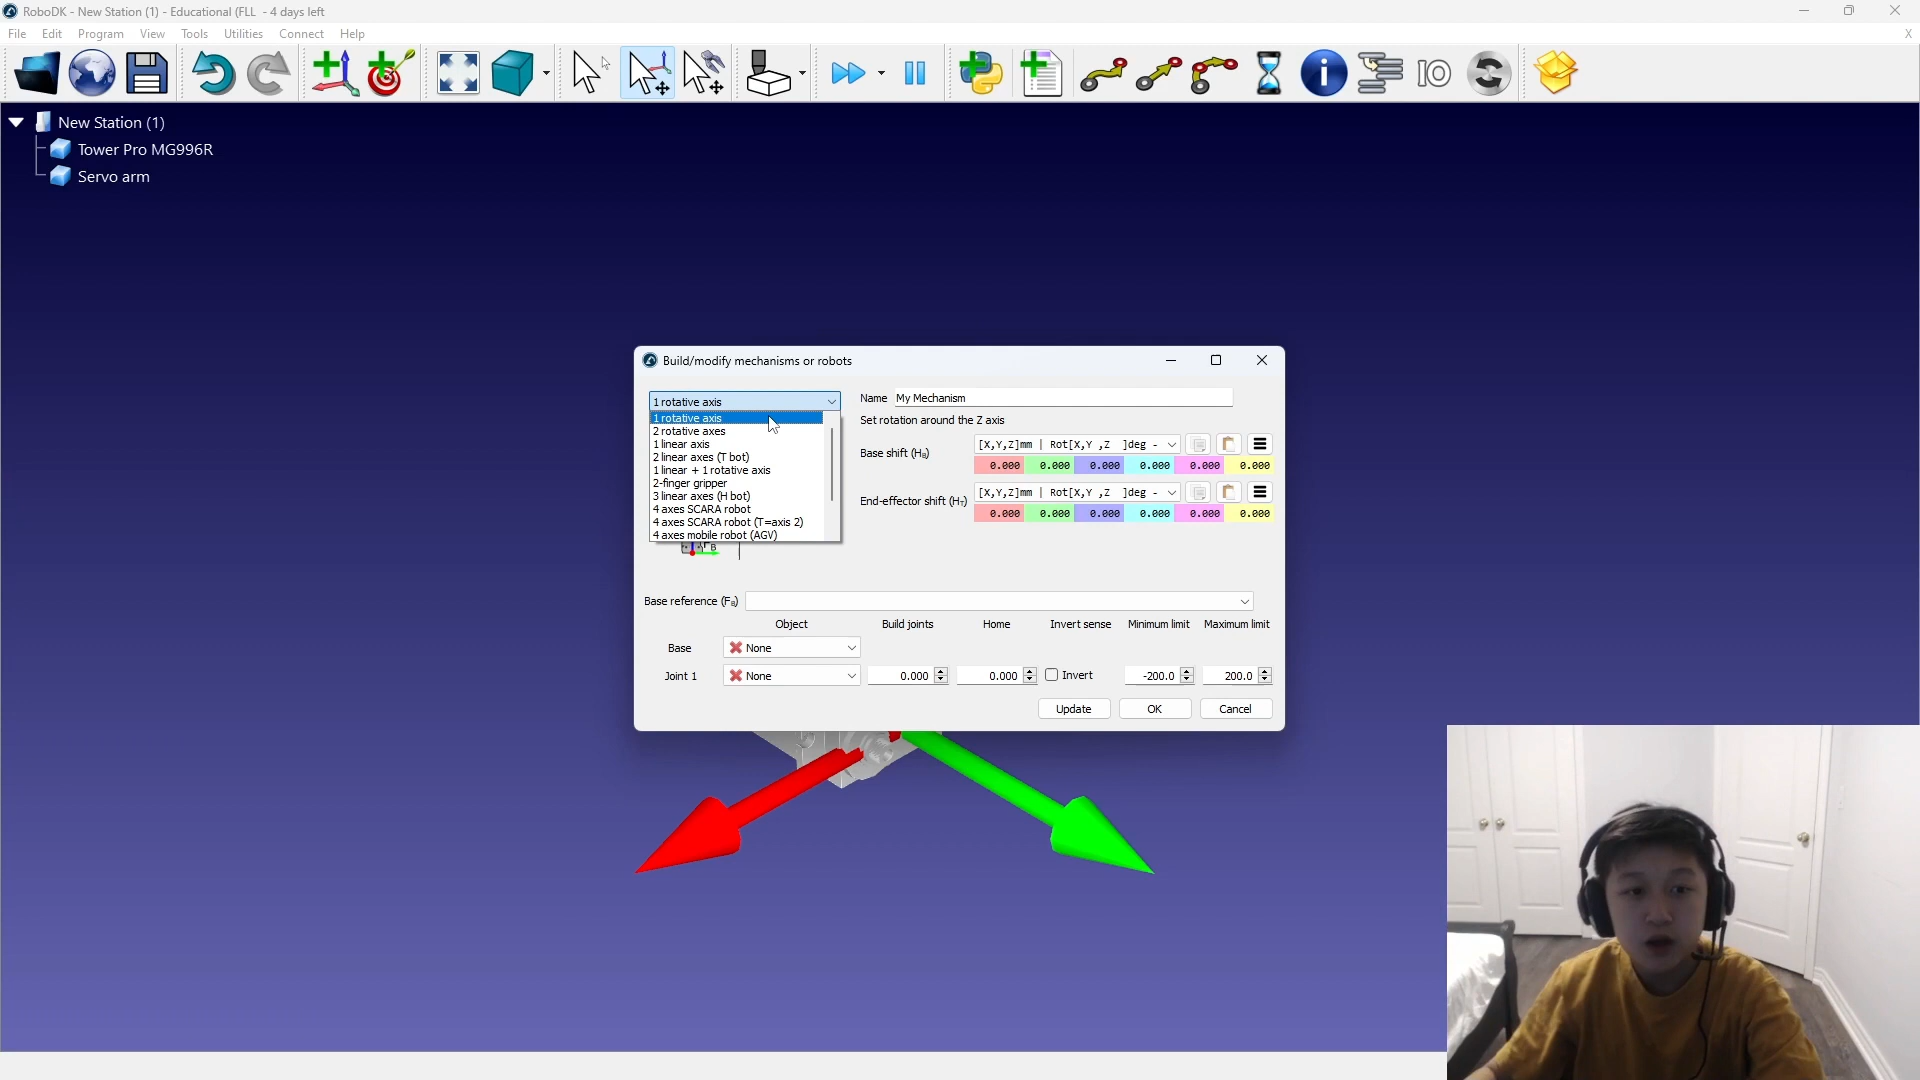 RoboDK - New Station (1) - Educational (FLL - 4 days left
File Edit Program View Tools Utilities Connect Help
X
New Station (1)
Tower Pro MG996R
Servo arm
Build/modify mechanisms or robots
1 rotative axis
1 rotative axis
2 rotative axes
1 linear axis
2 linear axes (T bot)
1 linear + 1 rotative axis
2-finger gripper
3 linear axes (H bot)
4 axes SCARA robot
4 axes SCARA robot (T=axis 2)
4 axes mobile robot (AGV)
Name My Mechanism
Set rotation around the Z axis
Base shift (HB) [X,Y,Z]mm | Rot[X,Y ,Z ]deg -
0.000 0.000 0.000 0.000 0.000 0.000
End-effector shift (HT) [X,Y,Z]mm | Rot[X,Y ,Z ]deg -
0.000 0.000 0.000 0.000 0.000 0.000
Base reference (FB)
Object Build joints Home Invert sense Minimum limit Maximum limit
Base None
Joint 1 None 0.000 0.000 Invert -200.0 200.0
Update OK Cancel